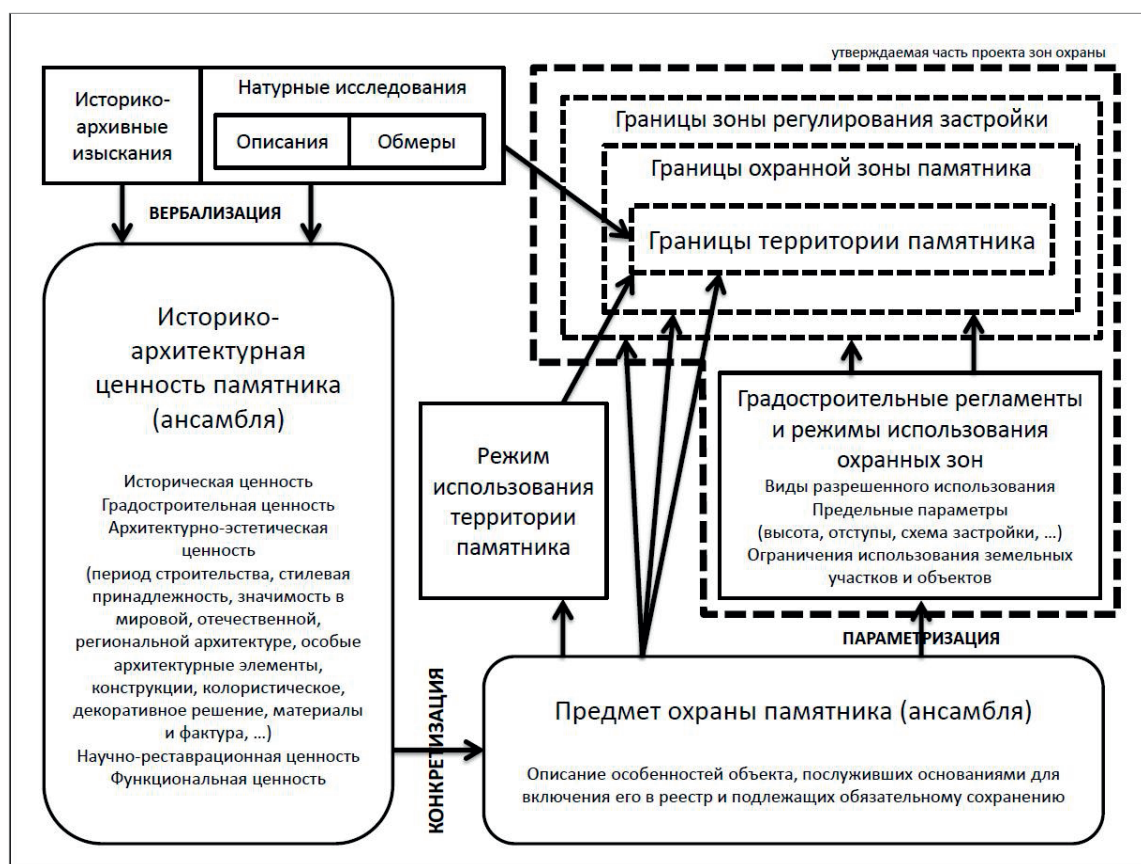 утверждаемая часть проекта зон охраны
Историко-
архивные
изыскания
Натурные исследования
Описания
Обмеры
Границы зоны регулирования застройки
Границы охранной зоны памятника
Границы территории памятника
ВЕРБАЛИЗАЦИЯ
Историко-
архитектурная
ценность памятника
(ансамбля)
Историческая ценность
Градостроительная ценность
Архитектурно-эстетическая
ценность
(период строительства, стилевая
принадлежность, значимость в
мировой, отечественной,
региональной архитектуре, особые
архитектурные элементы,
конструкции, колористическое,
декоративное решение, материалы
и фактура, …)
Научно-реставрационная ценность
Функциональная ценность
Режим
использования
территории
памятника
Градостроительные регламенты
и режимы использования
охранных зон
Виды разрешенного использования
Предельные параметры
(высота, отступы, схема застройки, …)
Ограничения использования земельных
участков и объектов
ПАРАМЕТРИЗАЦИЯ
КОНКРЕТИЗАЦИЯ
Предмет охраны памятника (ансамбля)
Описание особенностей объекта, послуживших основаниями для
включения его в реестр и подлежащих обязательному сохранению